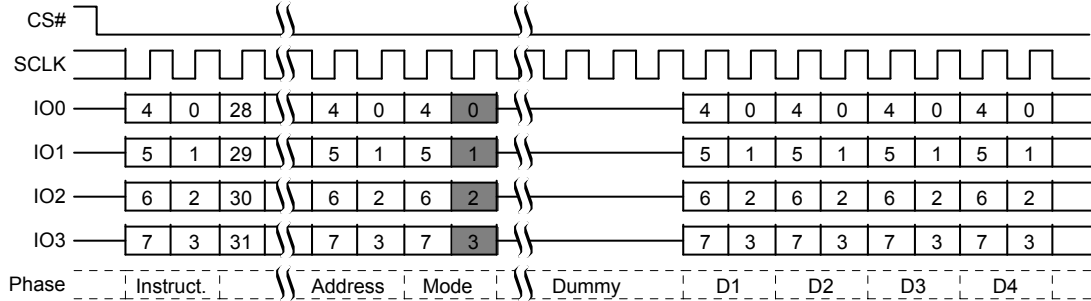 CS#
SCLK
IO0 4 0 28 4 0 4 0 4 0 4 0 4 0 4 0
IO1 5 1 29 5 1 5 1 5 1 5 1 5 1 5 1
IO2 6 2 30 6 2 6 2 6 2 6 2 6 2 6 2
IO3 7 3 31 7 3 7 3 7 3 7 3 7 3 7 3
Phase Instruct. Address Mode Dummy D1 D2 D3 D4